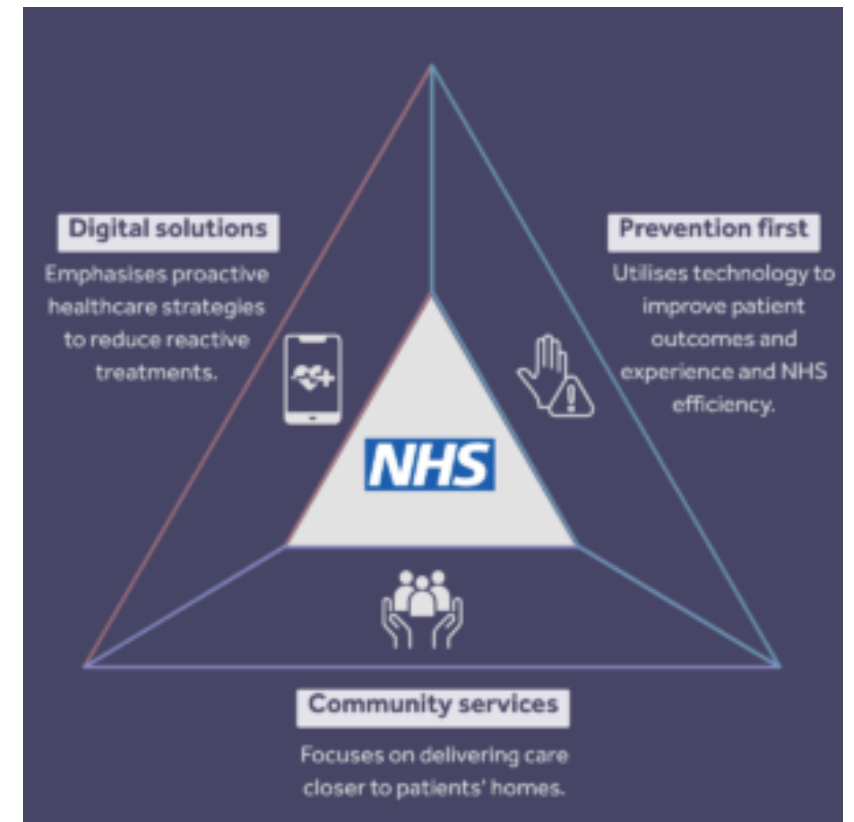 Digital solutions
Emphasises proactive
healthcare strategies
to reduce reactive
treatments.
Prevention first
Utilises technology to
improve patient
outcomes and
experience and NHS
efficiency.
NHS
Community services
Focuses on delivering care
closer to patients' homes.